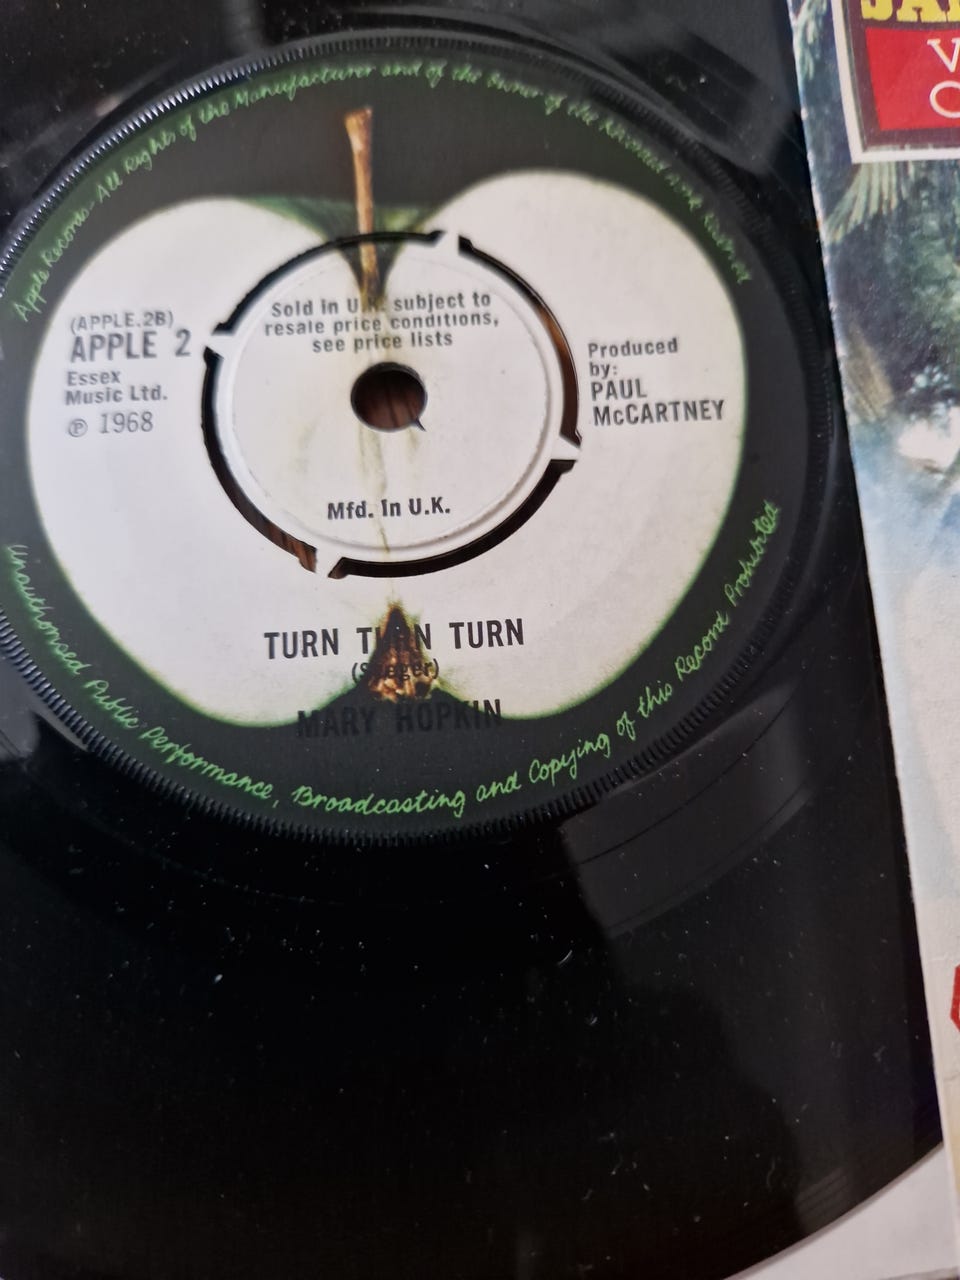 Apple Records-All Rights of the Manufacturer and of the Owner of the Recorded Work Reserved
Sold in U.K. subject to
resale price conditions,
see price lists
(APPLE.2B)
APPLE 2
Essex
Music Ltd.
℗ 1968
Produced
by:
PAUL
McCARTNEY
Mfd. In U.K.
TURN TURN TURN
(Seeger)
MARY HOPKIN
Unauthorised Public Performance, Broadcasting and Copying of this Record Prohibited